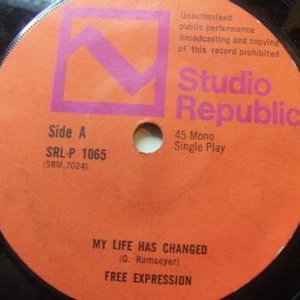 Unauthorised
public performance
broadcasting and copying
of this record prohibited
Studio
Republic
Side A
45 Mono
Single Play
SRL-P 1065
(SRM.7024)
MY LIFE HAS CHANGED
(G. Ramseyer)
FREE EXPRESSION